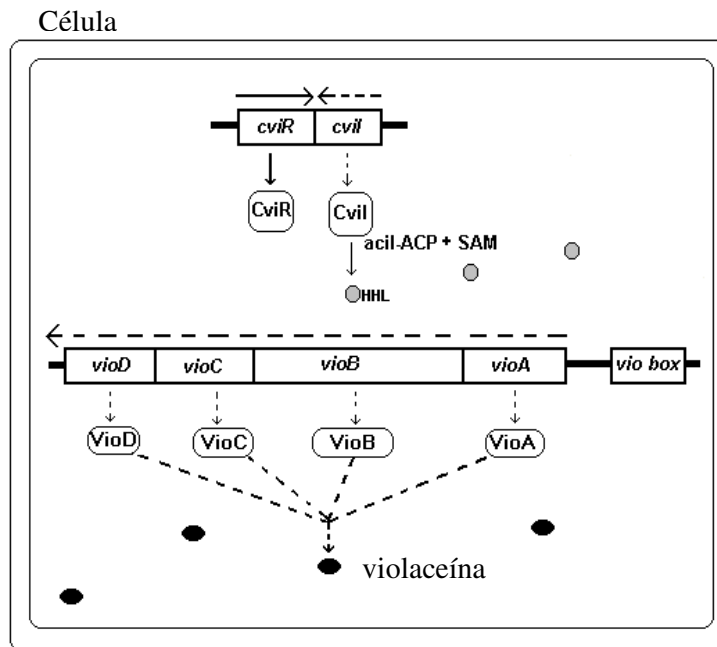 Célula
cviR cviI
CviR CviI
acil-ACP + SAM
HHL
vioD vioC vioB vioA vio box
VioD VioC VioB VioA
violaceína